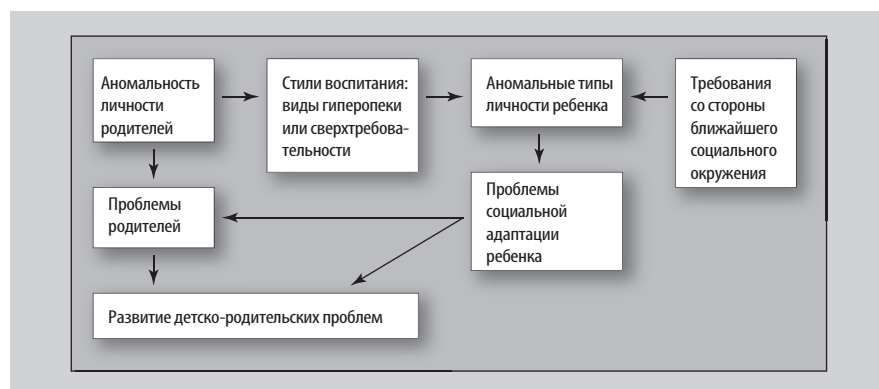 Аномальность
личности
родителей
Стили воспитания:
виды гиперопеки
или сверхтребова-
тельности
Аномальные типы
личности ребенка
Требования
со стороны
ближайшего
социального
окружения
Проблемы
родителей
Проблемы
социальной
адаптации
ребенка
Развитие детско-родительских проблем